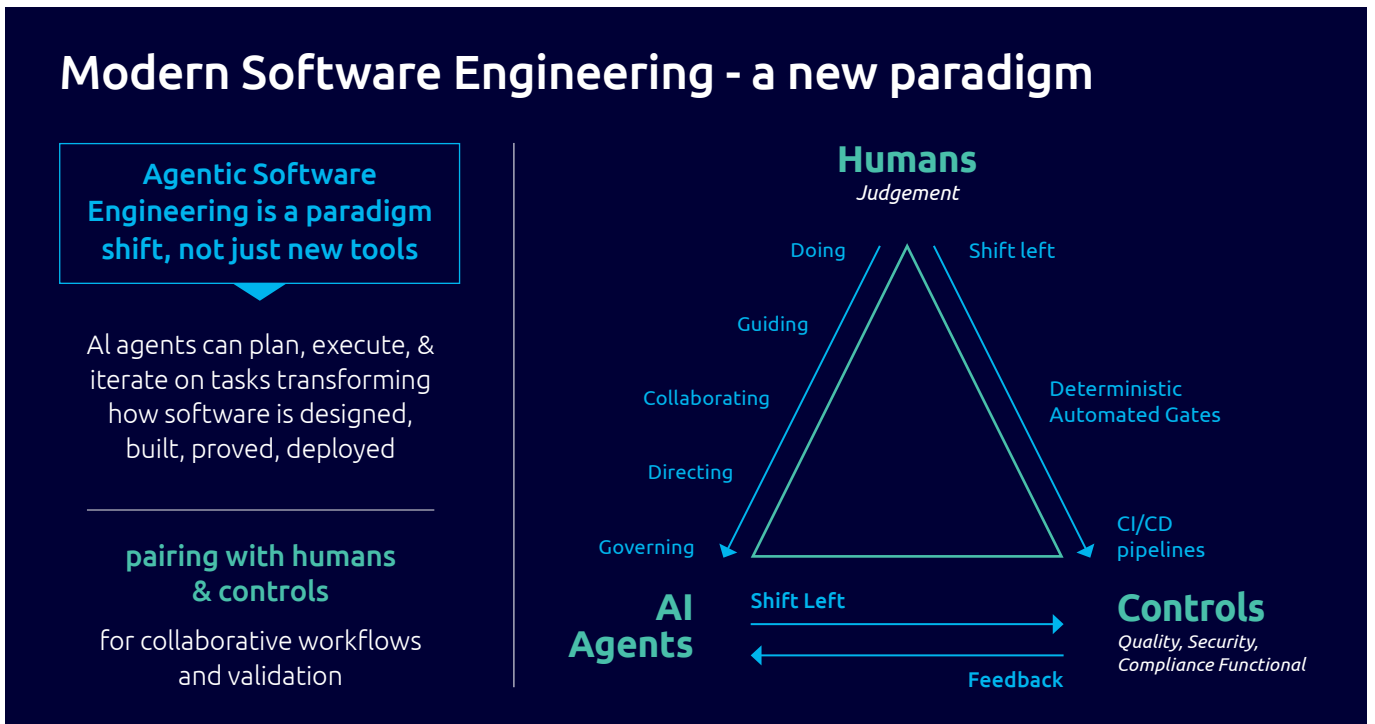 Modern Software Engineering - a new paradigm
Agentic Software
Engineering is a paradigm
shift, not just new tools
AI agents can plan, execute, &
iterate on tasks transforming
how software is designed,
built, proved, deployed
pairing with humans
& controls
for collaborative workflows
and validation
Humans
Judgement
Doing
Guiding
Collaborating
Directing
Governing
Shift left
Deterministic
Automated Gates
CI/CD
pipelines
AI
Agents
Shift Left
Feedback
Controls
Quality, Security,
Compliance Functional